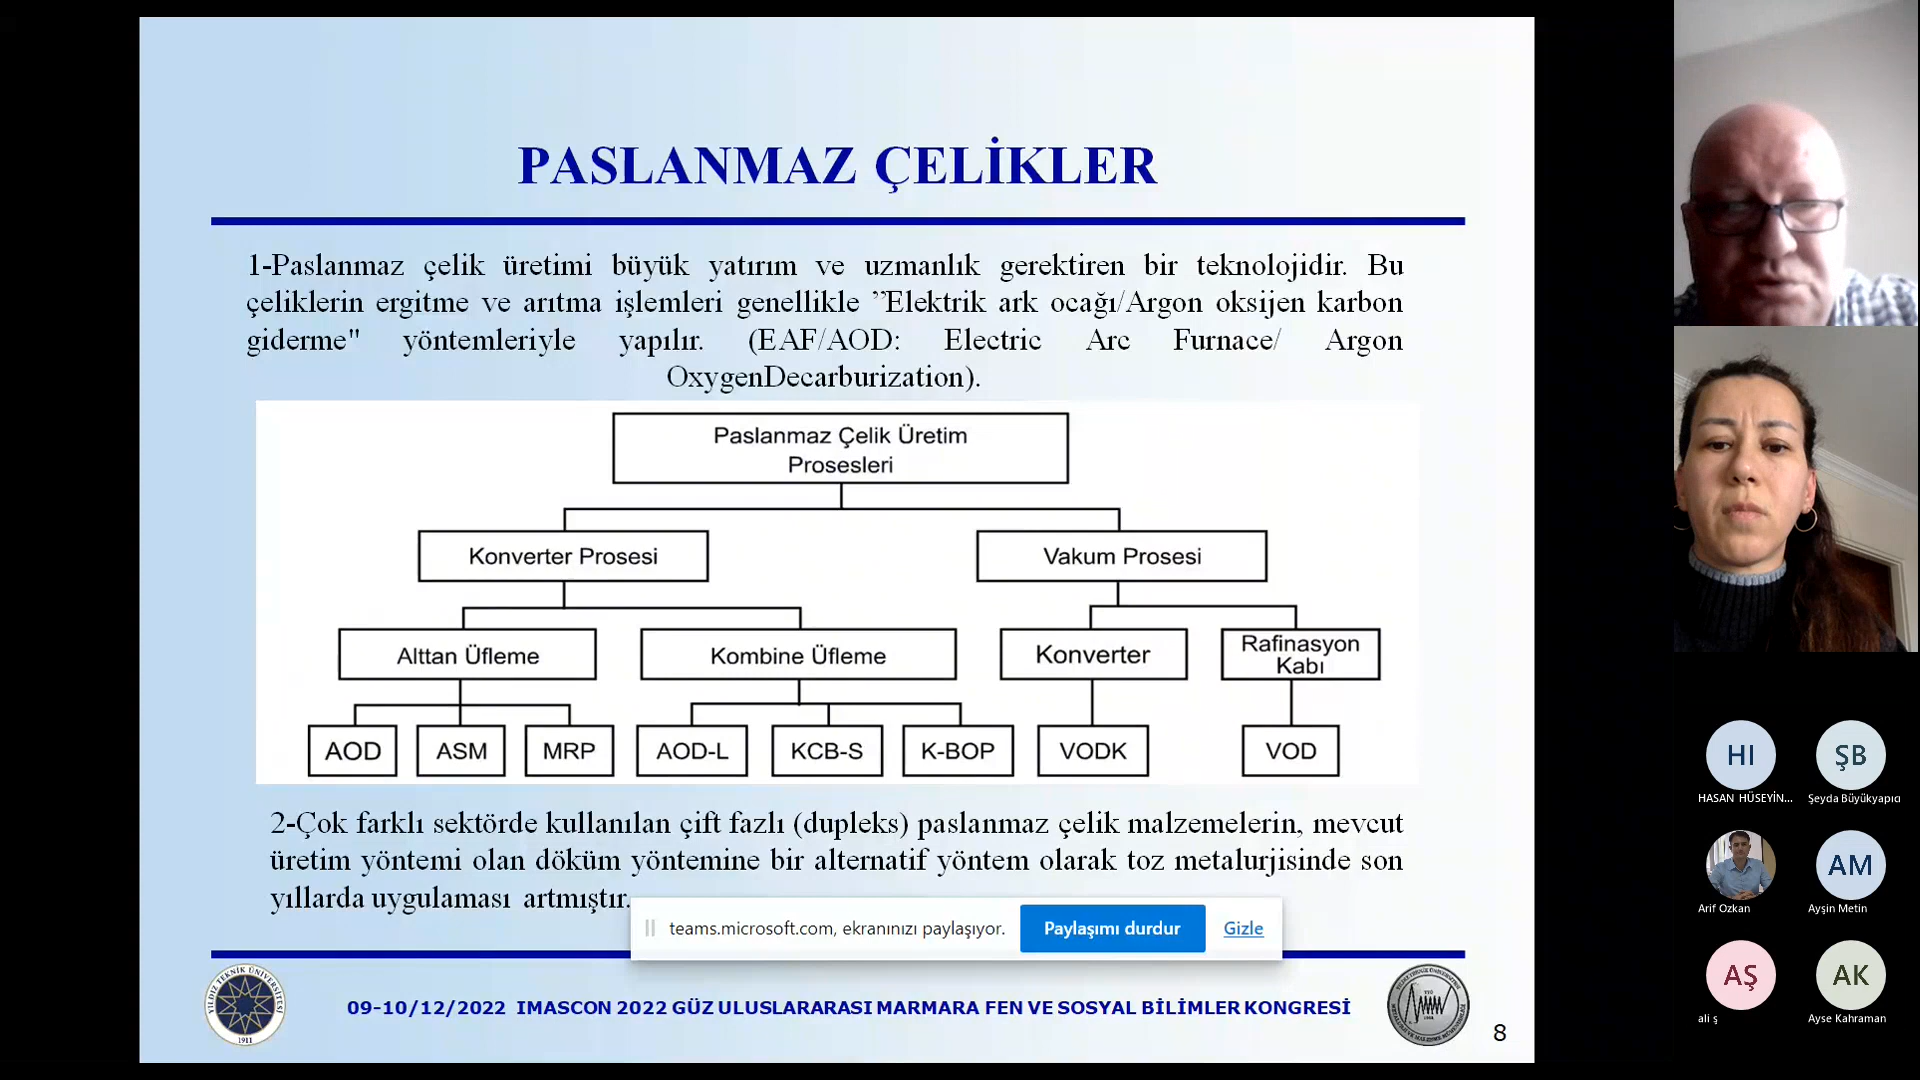 PASLANMAZ ÇELİKLER
1-Paslanmaz çelik üretimi büyük yatırım ve uzmanlık gerektiren bir teknolojidir. Bu
çeliklerin ergitme ve arıtma işlemleri genellikle ”Elektrik ark ocağı/Argon oksijen karbon
giderme" yöntemleriyle yapılır. (EAF/AOD: Electric Arc Furnace/ Argon
OxygenDecarburization).
Paslanmaz Çelik Üretim
Prosesleri
Konverter Prosesi
Vakum Prosesi
Alttan Üfleme
Kombine Üfleme
Konverter
Rafinasyon
Kabı
AOD
ASM
MRP
AOD-L
KCB-S
K-BOP
VODK
VOD
2-Çok farklı sektörde kullanılan çift fazlı (dupleks) paslanmaz çelik malzemelerin, mevcut
üretim yöntemi olan döküm yöntemine bir alternatif yöntem olarak toz metalurjisinde son
yıllarda uygulaması artmıştır.
teams.microsoft.com, ekranınızı paylaşıyor.
Paylaşımı durdur
Gizle
YILDIZ TEKNİK ÜNİVERSİTESİ
1911
09-10/12/2022 IMASCON 2022 GÜZ ULUSLARARASI MARMARA FEN VE SOSYAL BİLİMLER KONGRESİ
8
HI
HASAN HÜSEYİN...
ŞB
Şeyda Büyükyapıcı
Arif Ozkan
AM
Ayşin Metin
AŞ
ali ş
AK
Ayse Kahraman